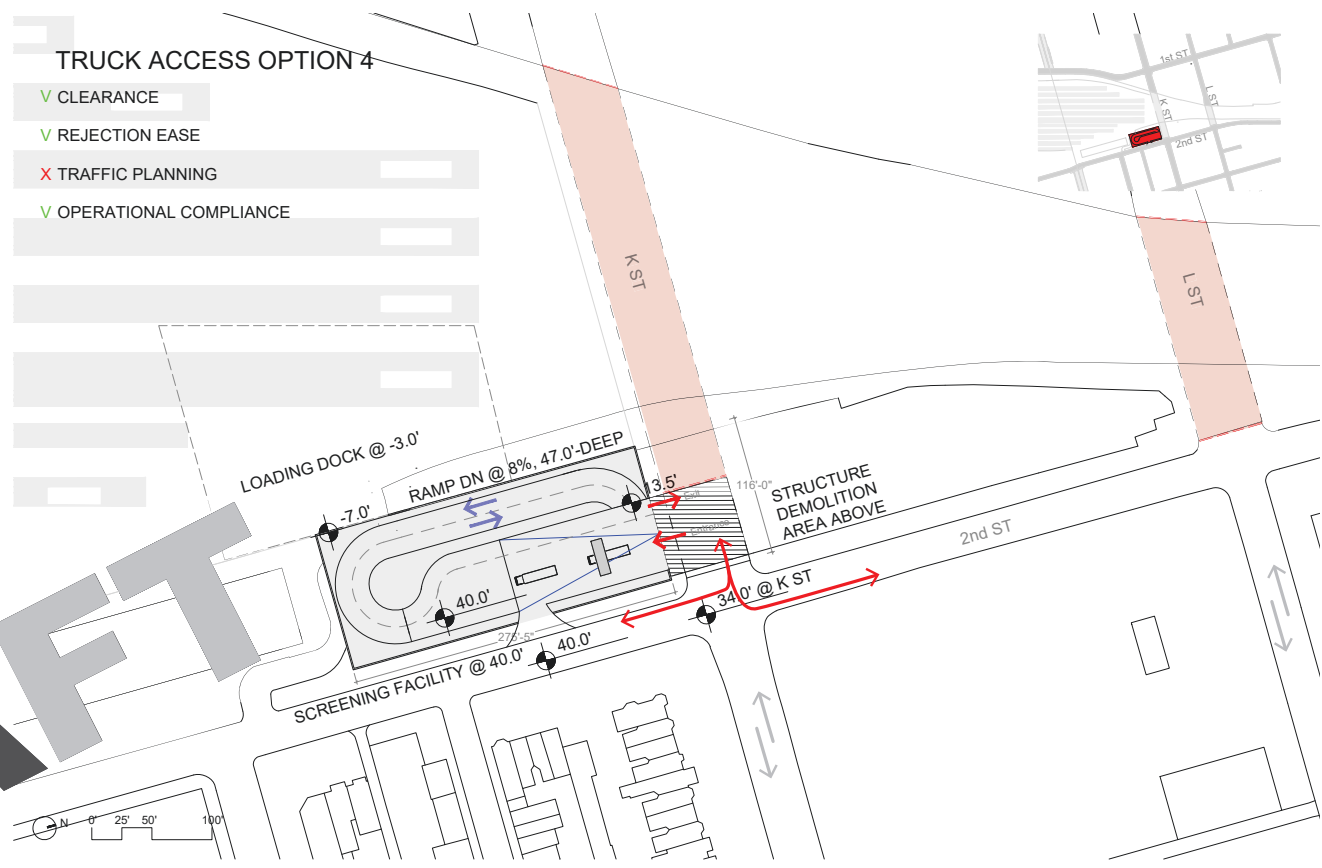 TRUCK ACCESS OPTION 4
V CLEARANCE
V REJECTION EASE
X TRAFFIC PLANNING
V OPERATIONAL COMPLIANCE
1st ST
K ST
L ST
2nd ST
K ST
L ST
LOADING DOCK @ -3.0'
RAMP DN @ 8%, 47.0'-DEEP
-7.0'
13.5'
Exit
Entrance
116'-0"
STRUCTURE
DEMOLITION
AREA ABOVE
2nd ST
40.0'
34.0' @ K ST
275'-5"
40.0'
SCREENING FACILITY @ 40.0'
FT
N
0' 25' 50' 100'